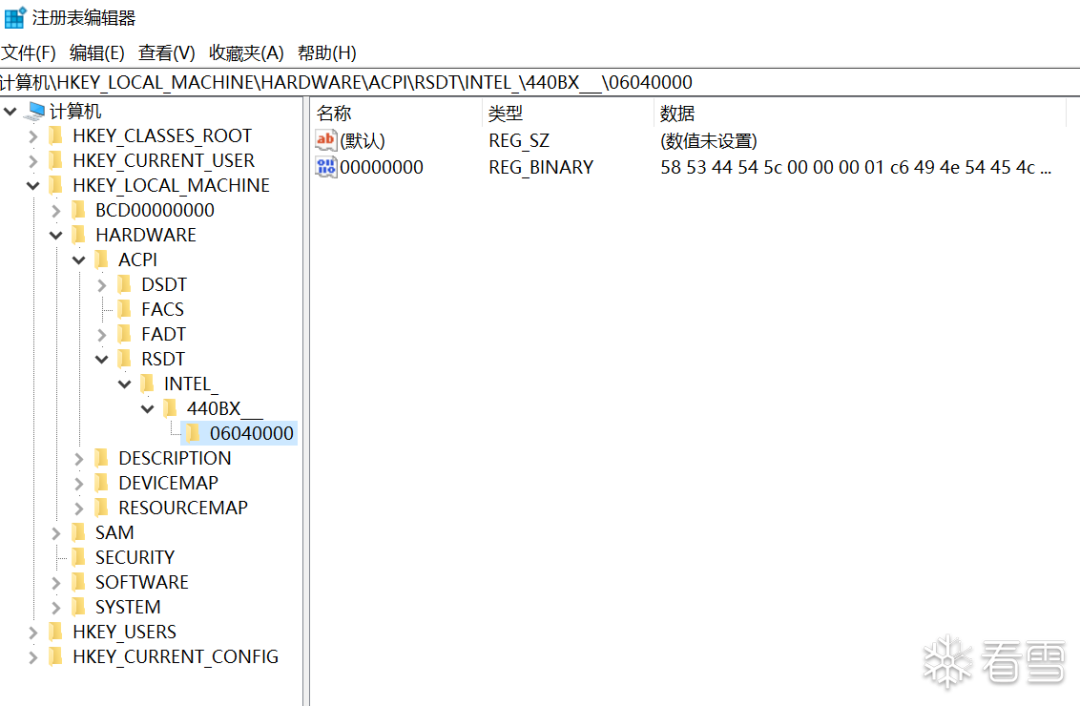 注册表编辑器
文件(F) 编辑(E) 查看(V) 收藏夹(A) 帮助(H)
计算机\HKEY_LOCAL_MACHINE\HARDWARE\ACPI\RSDT\INTEL_\440BX__\06040000
计算机
HKEY_CLASSES_ROOT
HKEY_CURRENT_USER
HKEY_LOCAL_MACHINE
BCD00000000
HARDWARE
ACPI
DSDT
FACS
FADT
RSDT
INTEL_
440BX__
06040000
DESCRIPTION
DEVICEMAP
RESOURCEMAP
SAM
SECURITY
SOFTWARE
SYSTEM
HKEY_USERS
HKEY_CURRENT_CONFIG
名称 类型 数据
(默认) REG_SZ (数值未设置)
00000000 REG_BINARY 58 53 44 54 5c 00 00 00 01 c6 49 4e 54 45 4c ...
看雪